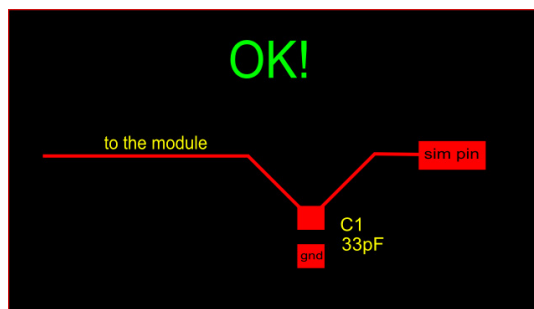 OK!
to the module
sim pin
C1
33pF
gnd